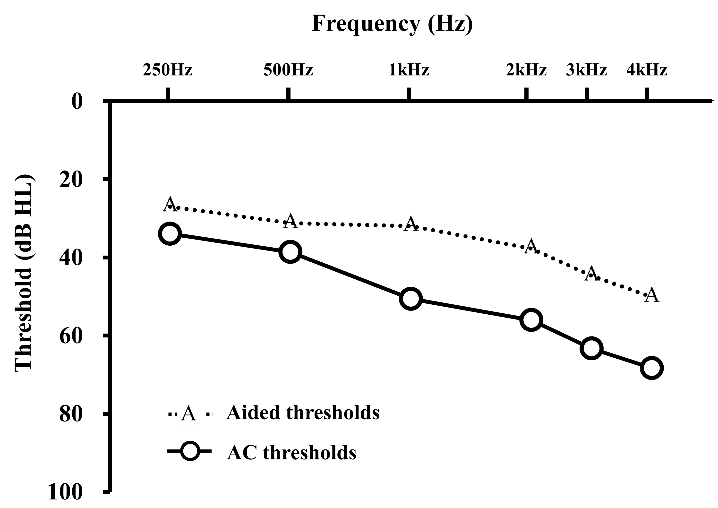 Frequency (Hz)
250Hz 500Hz 1kHz 2kHz 3kHz 4kHz
0
20
40
60
80
100
Threshold (dB HL)
A A A A A A
A Aided thresholds
AC thresholds